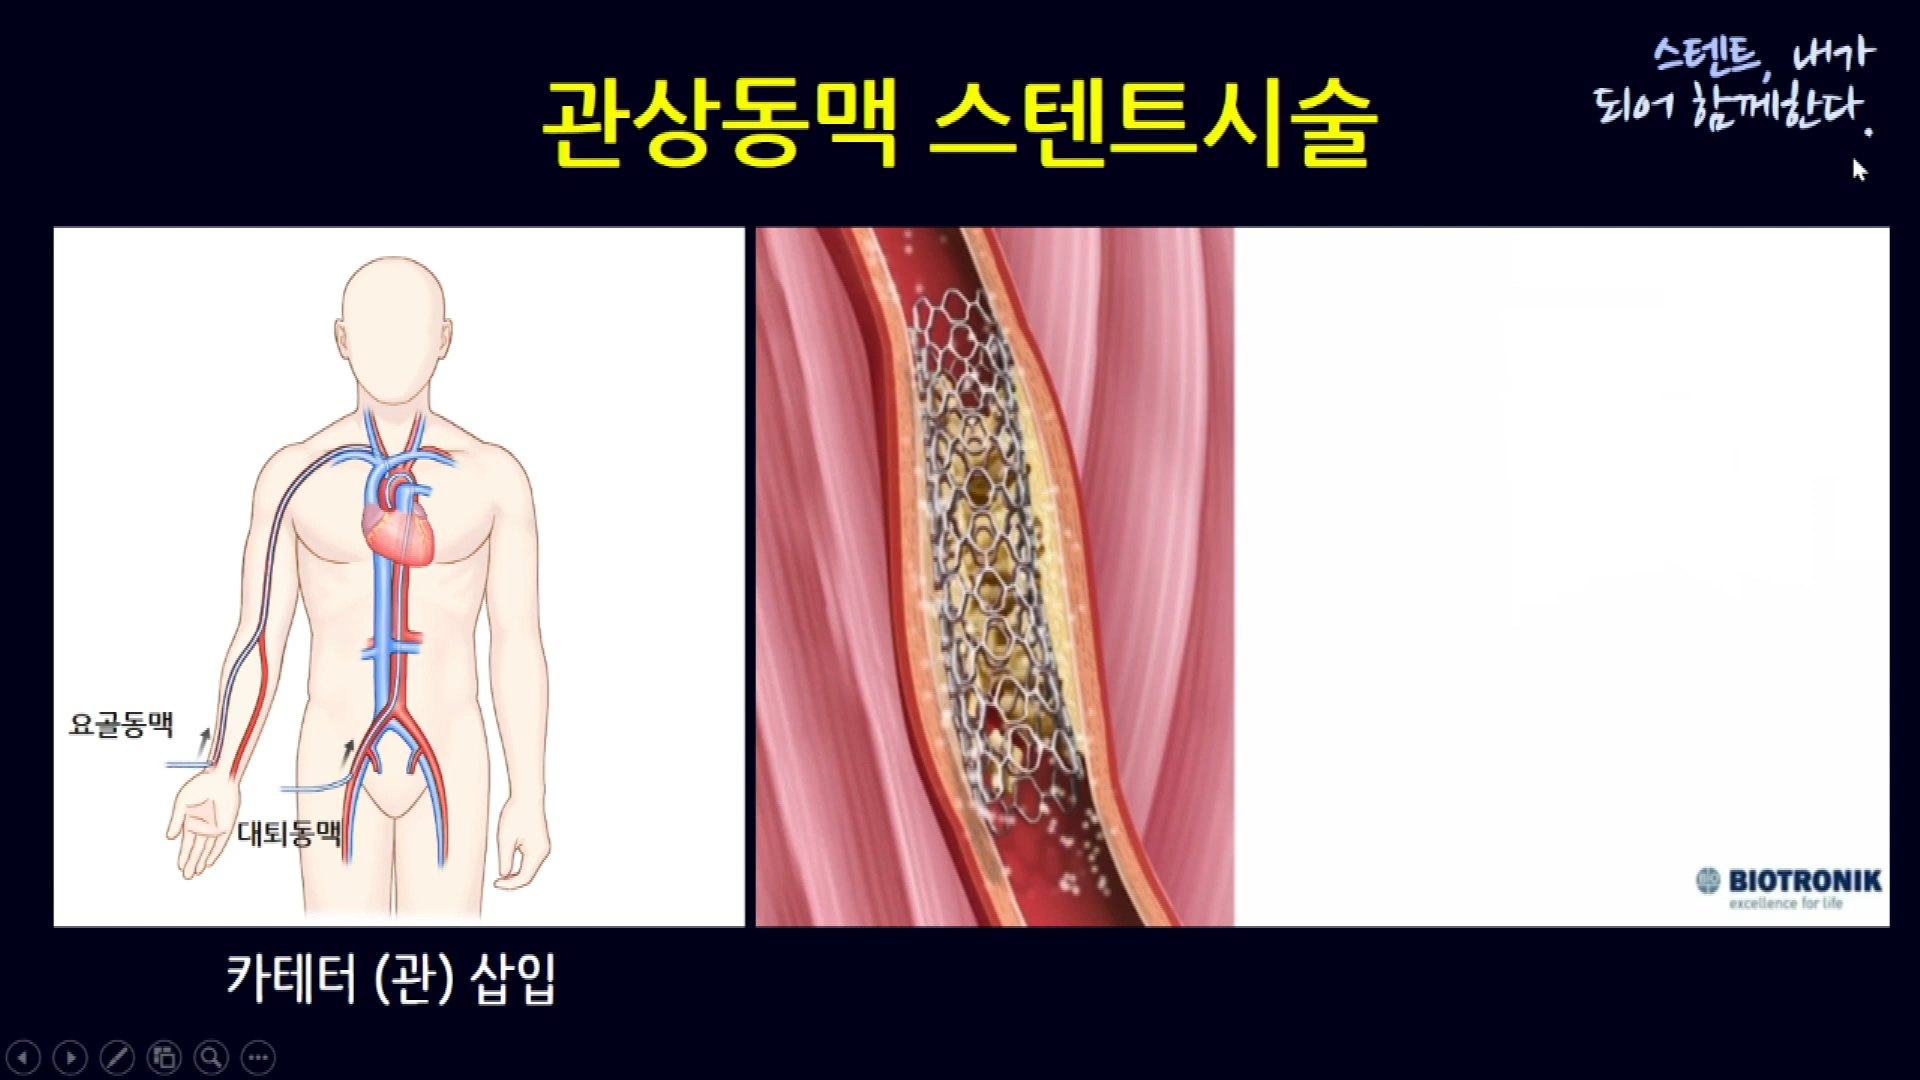 스텐트, 내가
되어 함께한다.
관상동맥 스텐트시술
요골동맥
대퇴동맥
BIOTRONIK
excellence for life
카테터 (관) 삽입